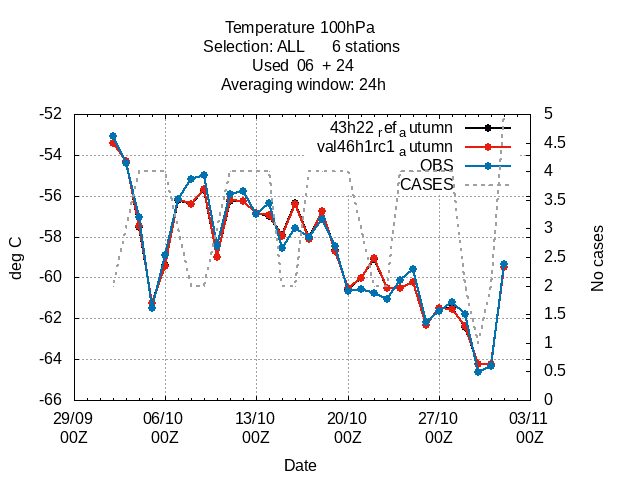 Temperature 100hPa
Selection: ALL 6 stations
Used 06 + 24
Averaging window: 24h
-52
-54
-56
-58
-60
-62
-64
-66
deg C
5
4.5
4
3.5
3
2.5
2
1.5
1
0.5
0
No cases
43h22refautumn
val46h1rc1autumn
OBS
CASES
29/09 06/10 13/10 20/10 27/10 03/11
00Z 00Z 00Z 00Z 00Z 00Z
Date